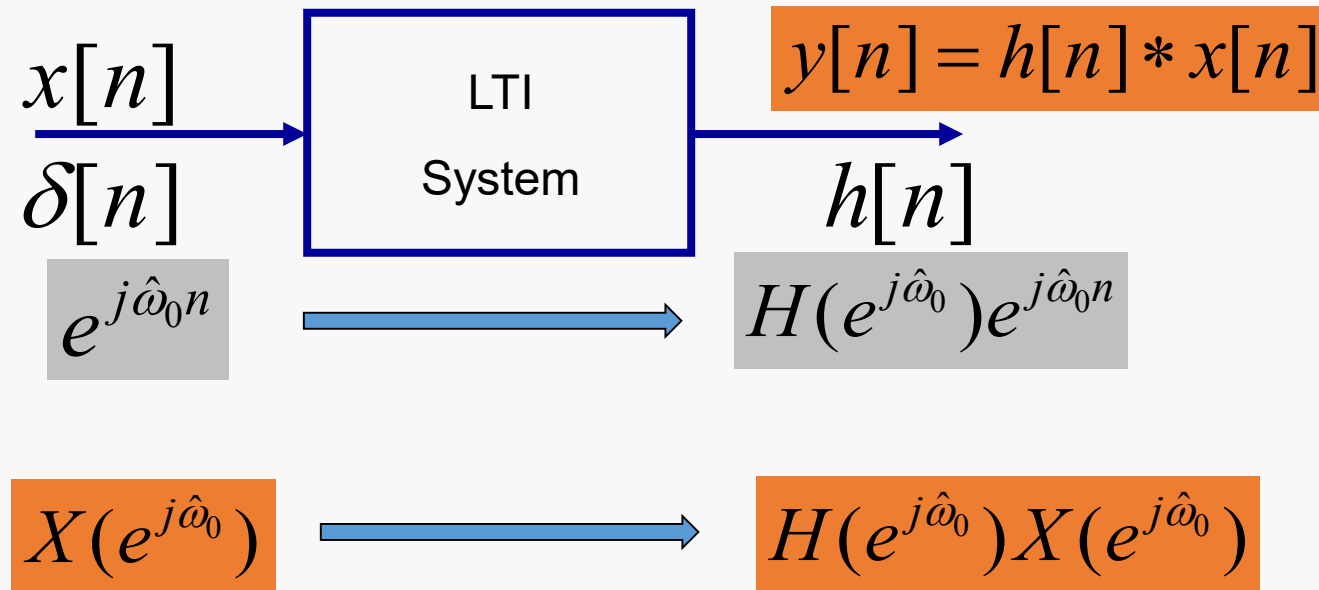 x[n]
LTI
System
y[n] = h[n] * x[n]
δ[n]
h[n]
e^{jω̂₀n}
H(e^{jω̂₀})e^{jω̂₀n}
X(e^{jω̂₀})
H(e^{jω̂₀})X(e^{jω̂₀})